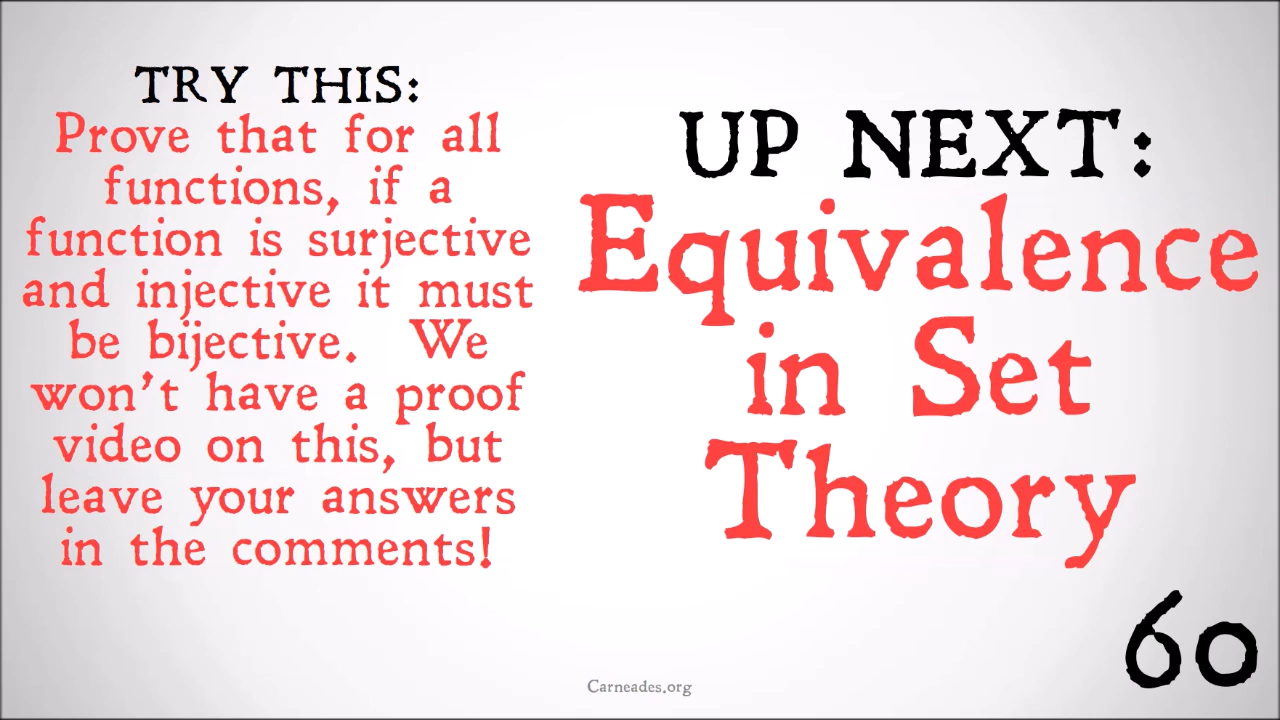 TRY THIS:
Prove that for all
functions, if a
function is surjective
and injective it must
be bijective. We
won't have a proof
video on this, but
leave your answers
in the comments!
UP NEXT:
Equivalence
in Set
Theory
60
Carneades.org